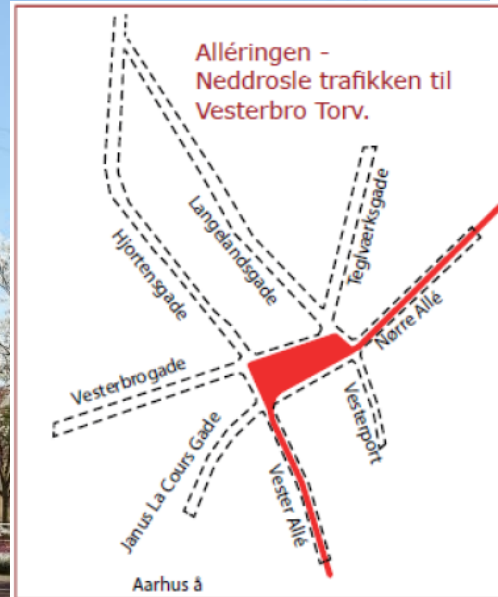 Alléringen -
Neddrosle trafikken til
Vesterbro Torv.
Teglværksgade
Langelandsgade
Hjortensgade
Nørre Allé
Vesterbrogade
Vesterport
Janus La Cours Gade
Vester Allé
Aarhus å